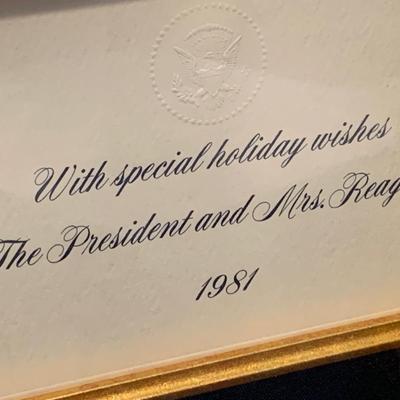 With special holiday wishes
The President and Mrs. Reag
1981